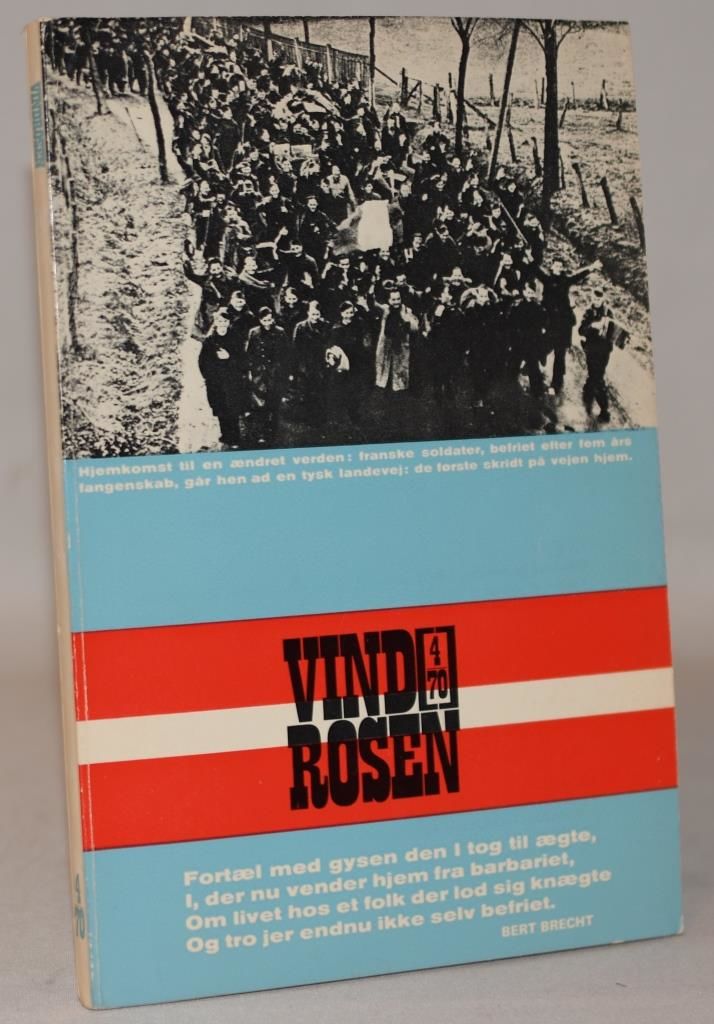 VINDROSEN
Hjemkomst til en ændret verden: franske soldater, befriet efter fem års
fangenskab, går hen ad en tysk landevej: de første skridt på vejen hjem.
VIND
4
70
ROSEN
Fortæl med gysen den I tog til ægte,
I, der nu vender hjem fra barbariet,
Om livet hos et folk der lod sig knægte
Og tro jer endnu ikke selv befriet.
BERT BRECHT
4
70